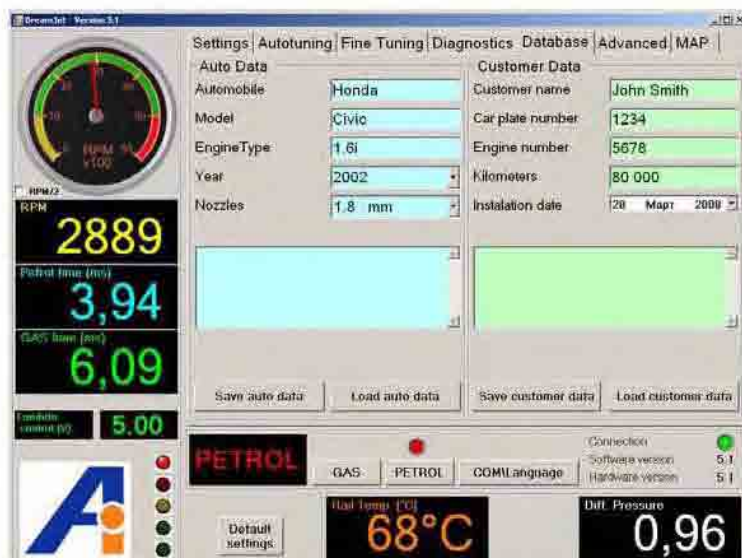 DreamJet - Version 5.1
Settings Autotuning Fine Tuning Diagnostics Database Advanced MAP
Auto Data
Automobile Honda
Model Civic
EngineType 1.6i
Year 2002
Nozzles 1.8 mm
Customer Data
Customer name John Smith
Car plate number 1234
Engine number 5678
Kilometers 80 000
Instalation date 28 Март 2008
Save auto data Load auto data
Save customer data Load customer data
RPM
x100
RPM/2
RPM
2889
Petrol time (ms)
3,94
GAS time (ms)
6,09
Lambda
control (V) 5.00
PETROL
GAS PETROL COM\Language
Connection
Software version 5.1
Hardware version 5.1
Default
settings
Rail Temp. [°C]
68°C
Diff. Pressure
0,96